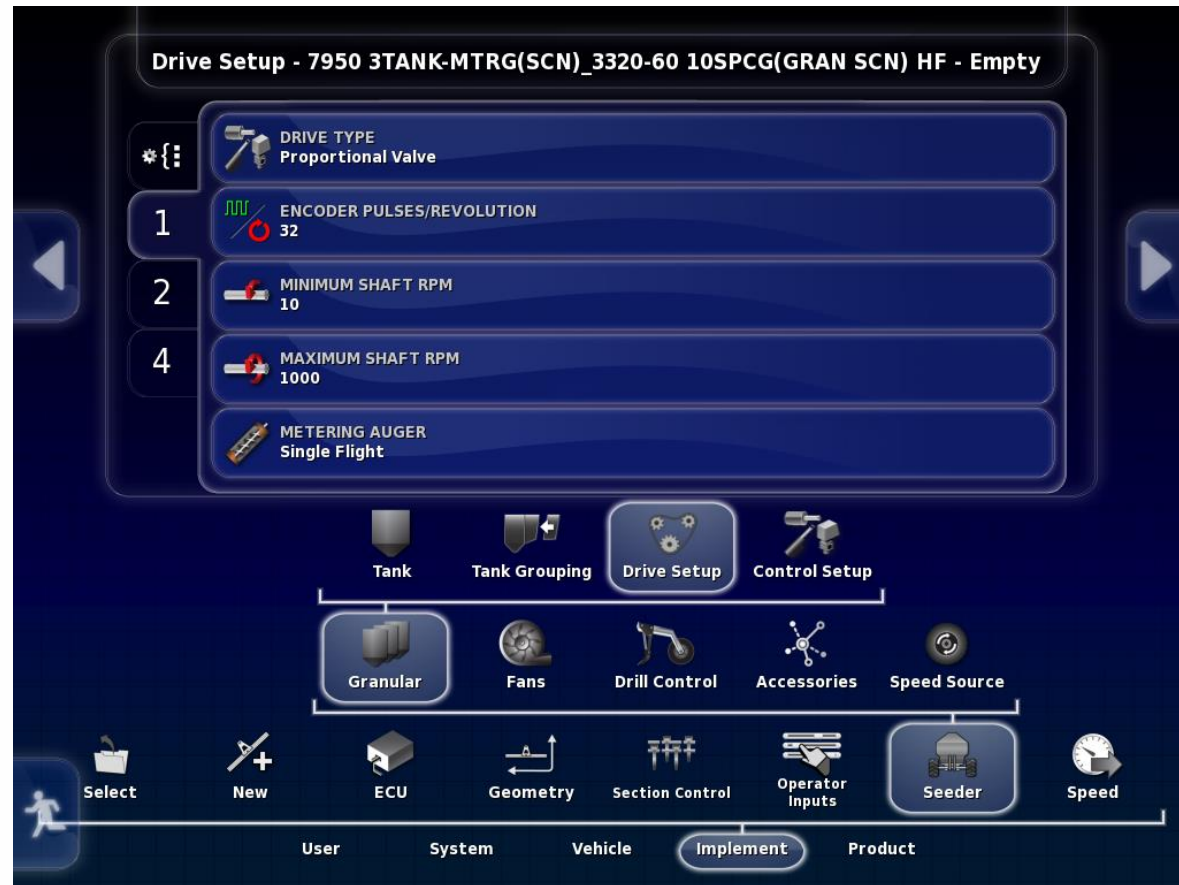 Drive Setup - 7950 3TANK-MTRG(SCN)_3320-60 10SPCG(GRAN SCN) HF - Empty
DRIVE TYPE
Proportional Valve
1
ENCODER PULSES/REVOLUTION
32
2
MINIMUM SHAFT RPM
10
4
MAXIMUM SHAFT RPM
1000
METERING AUGER
Single Flight
Tank
Tank Grouping
Drive Setup
Control Setup
Granular
Fans
Drill Control
Accessories
Speed Source
Select
New
ECU
Geometry
Section Control
Operator
Inputs
Seeder
Speed
User
System
Vehicle
Implement
Product